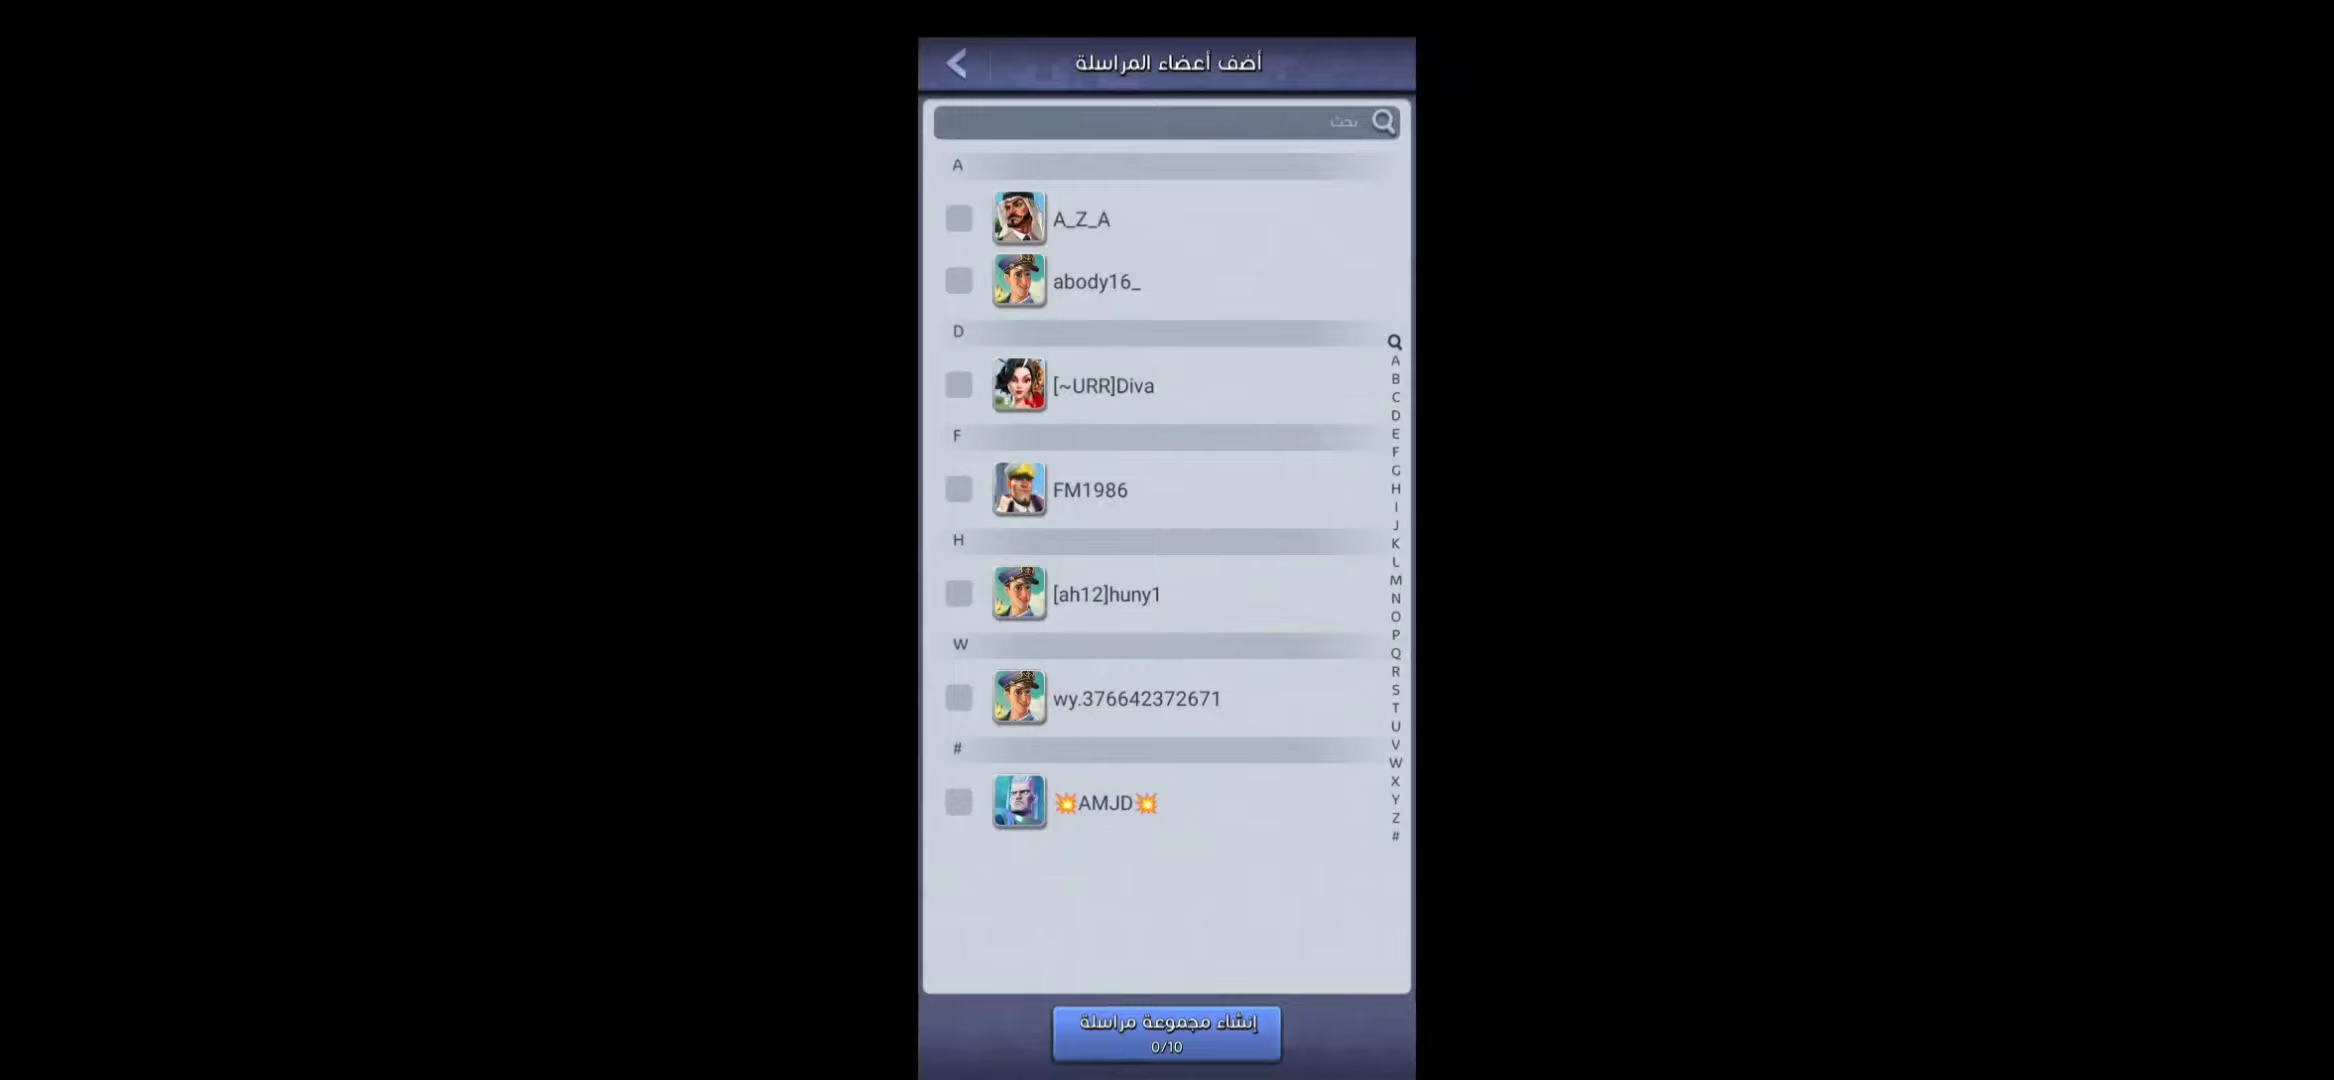 أضف أعضاء المراسلة
بحث
A
A_Z_A
abody16_
D
[~URR]Diva
F
FM1986
H
[ah12]huny1
W
wy.376642372671
#
💥AMJD💥
A
B
C
D
E
F
G
H
I
J
K
L
M
N
O
P
Q
R
S
T
U
V
W
X
Y
Z
#
إنشاء مجموعة مراسلة
0/10